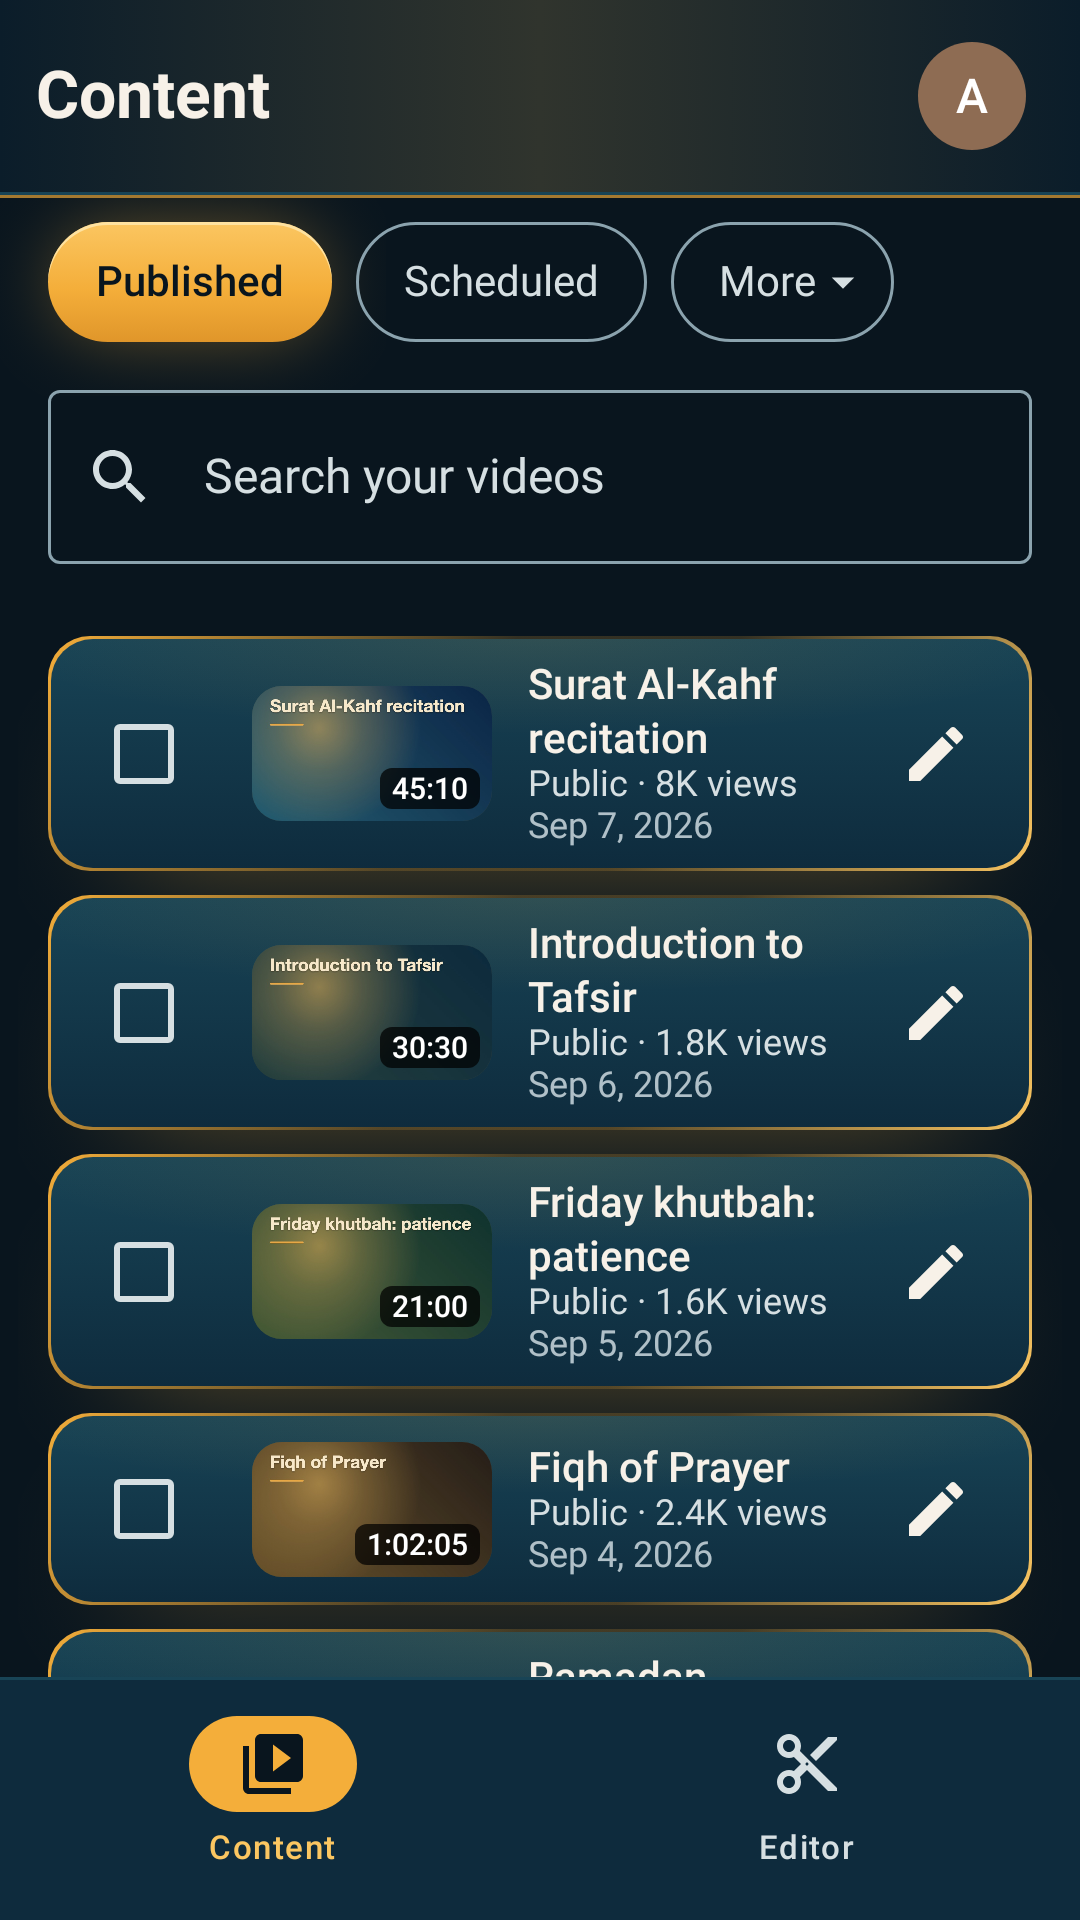 Content
A
Published
Scheduled
More
Search your videos
Surat Al-Kahf recitation
45:10
Surat Al-Kahf
recitation
Public · 8K views
Sep 7, 2026
Introduction to Tafsir
30:30
Introduction to
Tafsir
Public · 1.8K views
Sep 6, 2026
Friday khutbah: patience
21:00
Friday khutbah:
patience
Public · 1.6K views
Sep 5, 2026
Fiqh of Prayer
1:02:05
Fiqh of Prayer
Public · 2.4K views
Sep 4, 2026
Ramadan
Content
Editor